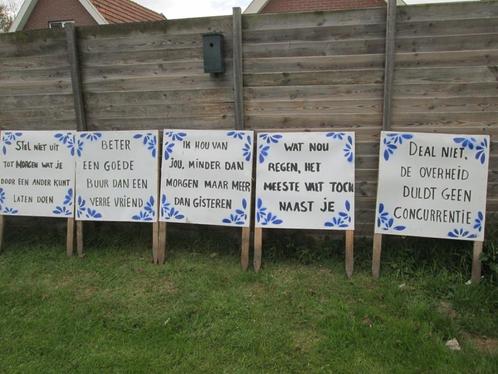 Stel niet uit
tot morgen wat je
door een ander kunt
laten doen
Beter
een goede
buur dan een
verre vriend
Ik hou van
jou, minder dan
morgen maar meer
dan gisteren
Wat nou
regen, het
meeste valt toch
naast je
Deal niet,
de overheid
duldt geen
concurrentie